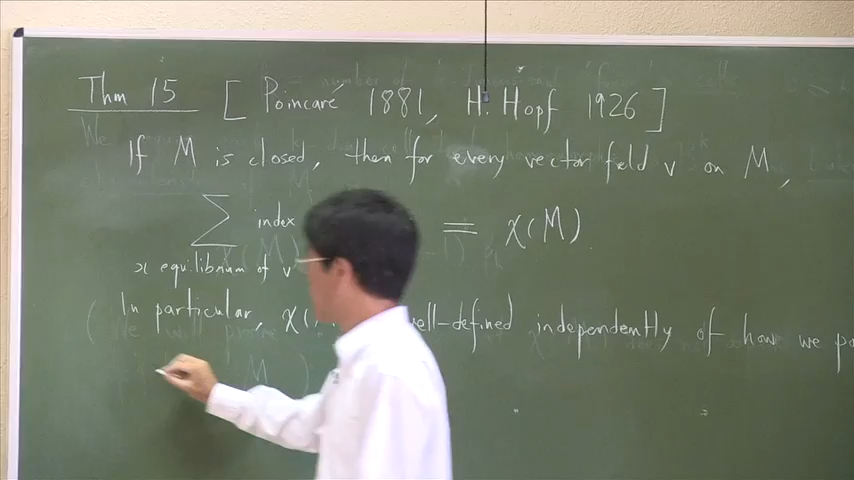 Thm 15 [ Poincaré 1881, H. Hopf 1926 ]
If M is closed, then for every vector field v on M,
∑ index = χ(M).
x equilibrium of v
In particular, χ( well-defined independently of how we